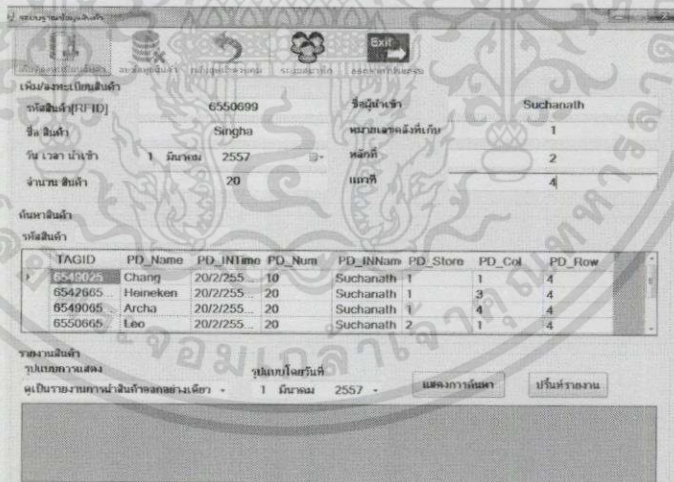 ระบบฐานข้อมูลสินค้า
Exit
เพิ่ม/ลงทะเบียนสินค้า
รหัสสินค้า[RFID] 6550699 ชื่อผู้นำเข้า Suchanath
ชื่อ สินค้า Singha หมายเลขคลังที่เก็บ 1
วัน เวลา นำเข้า 1 มีนาคม 2557 หลักที่ 2
จำนวน สินค้า 20 แถวที่ 4
ค้นหาสินค้า
รหัสสินค้า
TAGID PD_Name PD_INTime PD_Num PD_INNam PD_Store PD_Col PD_Row
6549025... Chang 20/2/255... 10 Suchanath 1 1 4
6542665... Heineken 20/2/255... 20 Suchanath 1 3 4
6549065... Archa 20/2/255... 20 Suchanath 1 4 4
6550665... Leo 20/2/255... 20 Suchanath 2 1 4
รายงานสินค้า
รูปแบบการแสดง รูปแบบโดยวันที่
ดูเป็นรายงานการนำสินค้าออกอย่างเดียว 1 มีนาคม 2557 แสดงการค้นหา ปริ้นท์รายงาน